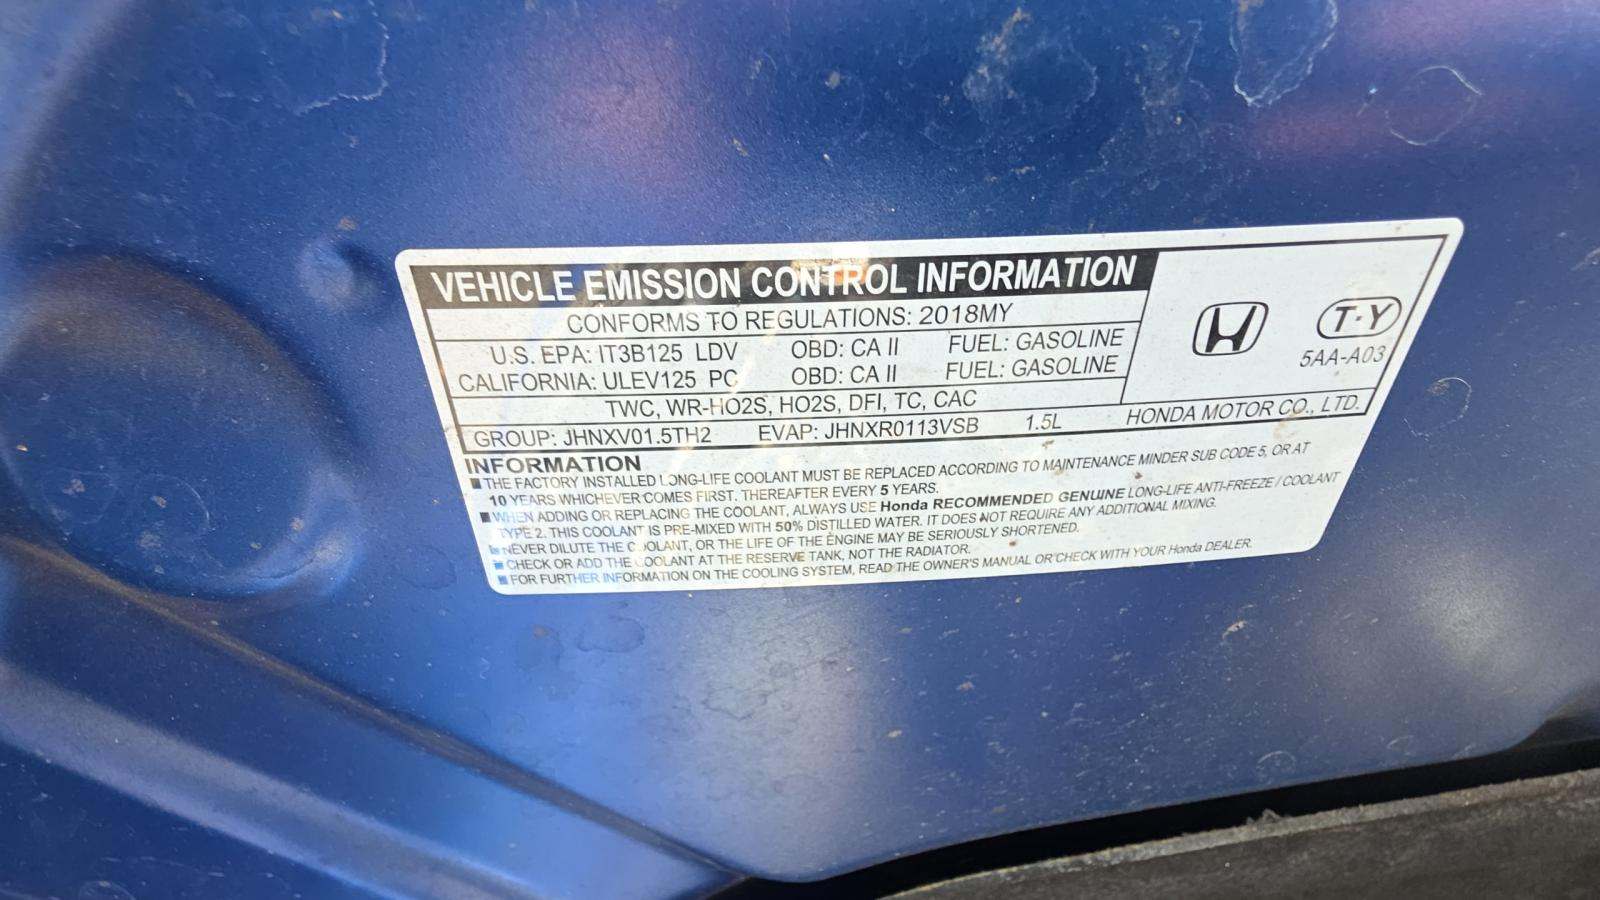 VEHICLE EMISSION CONTROL INFORMATION
CONFORMS TO REGULATIONS: 2018MY
U.S. EPA: IT3B125 LDV OBD: CA II FUEL: GASOLINE
CALIFORNIA: ULEV125 PC OBD: CA II FUEL: GASOLINE
TWC, WR-HO2S, HO2S, DFI, TC, CAC
GROUP: JHNXV01.5TH2 EVAP: JHNXR0113VSB 1.5L HONDA MOTOR CO., LTD.
T·Y
5AA-A03
INFORMATION
■ THE FACTORY INSTALLED LONG-LIFE COOLANT MUST BE REPLACED ACCORDING TO MAINTENANCE MINDER SUB CODE 5, OR AT
10 YEARS WHICHEVER COMES FIRST. THEREAFTER EVERY 5 YEARS.
■ WHEN ADDING OR REPLACING THE COOLANT, ALWAYS USE Honda RECOMMENDED GENUINE LONG-LIFE ANTI-FREEZE / COOLANT
TYPE 2. THIS COOLANT IS PRE-MIXED WITH 50% DISTILLED WATER. IT DOES NOT REQUIRE ANY ADDITIONAL MIXING.
■ NEVER DILUTE THE COOLANT, OR THE LIFE OF THE ENGINE MAY BE SERIOUSLY SHORTENED.
■ CHECK OR ADD THE COOLANT AT THE RESERVE TANK, NOT THE RADIATOR.
■ FOR FURTHER INFORMATION ON THE COOLING SYSTEM, READ THE OWNER'S MANUAL OR CHECK WITH YOUR Honda DEALER.